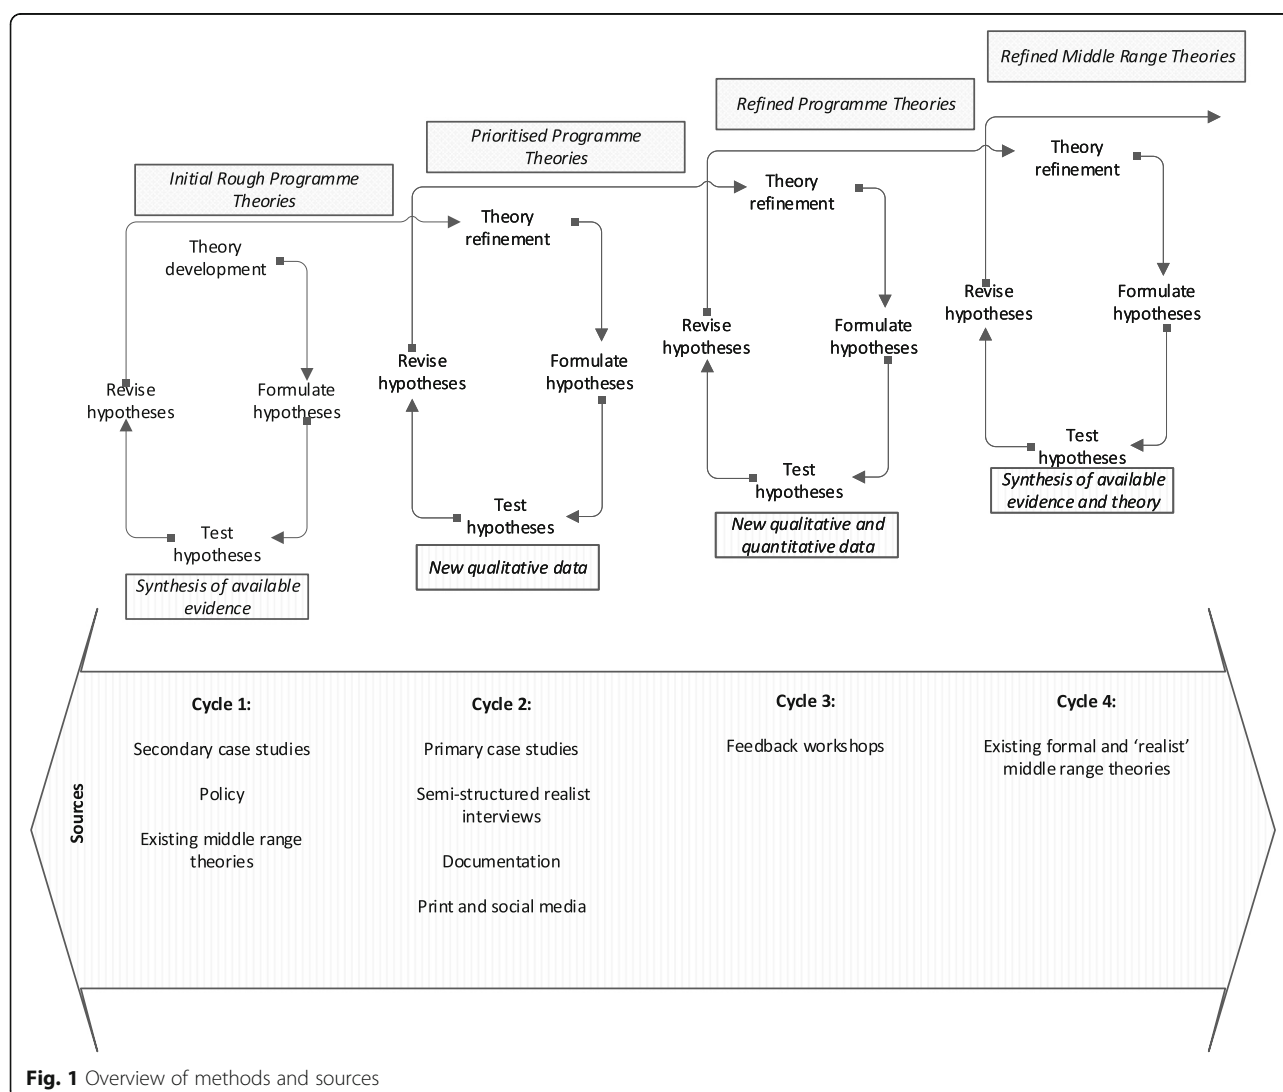 Refined Middle Range Theories
Refined Programme Theories
Prioritised Programme
Theories
Initial Rough Programme
Theories
Theory
development
Formulate
hypotheses
Test
hypotheses
Revise
hypotheses
Synthesis of available
evidence
Theory
refinement
Formulate
hypotheses
Test
hypotheses
Revise
hypotheses
New qualitative data
Theory
refinement
Formulate
hypotheses
Test
hypotheses
Revise
hypotheses
New qualitative and
quantitative data
Theory
refinement
Formulate
hypotheses
Test
hypotheses
Revise
hypotheses
Synthesis of available
evidence and theory
Sources
Cycle 1:
Secondary case studies
Policy
Existing middle range
theories
Cycle 2:
Primary case studies
Semi-structured realist
interviews
Documentation
Print and social media
Cycle 3:
Feedback workshops
Cycle 4:
Existing formal and ‘realist’
middle range theories
Fig. 1 Overview of methods and sources